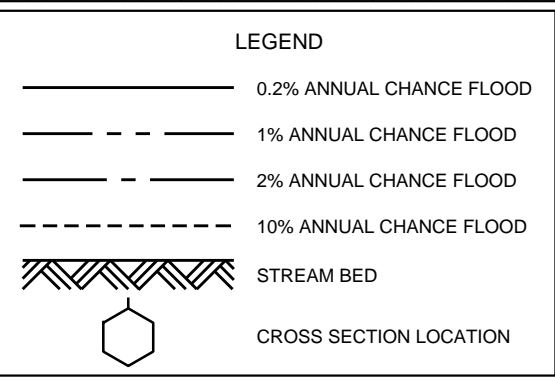 LEGEND
0.2% ANNUAL CHANCE FLOOD
1% ANNUAL CHANCE FLOOD
2% ANNUAL CHANCE FLOOD
10% ANNUAL CHANCE FLOOD
STREAM BED
CROSS SECTION LOCATION